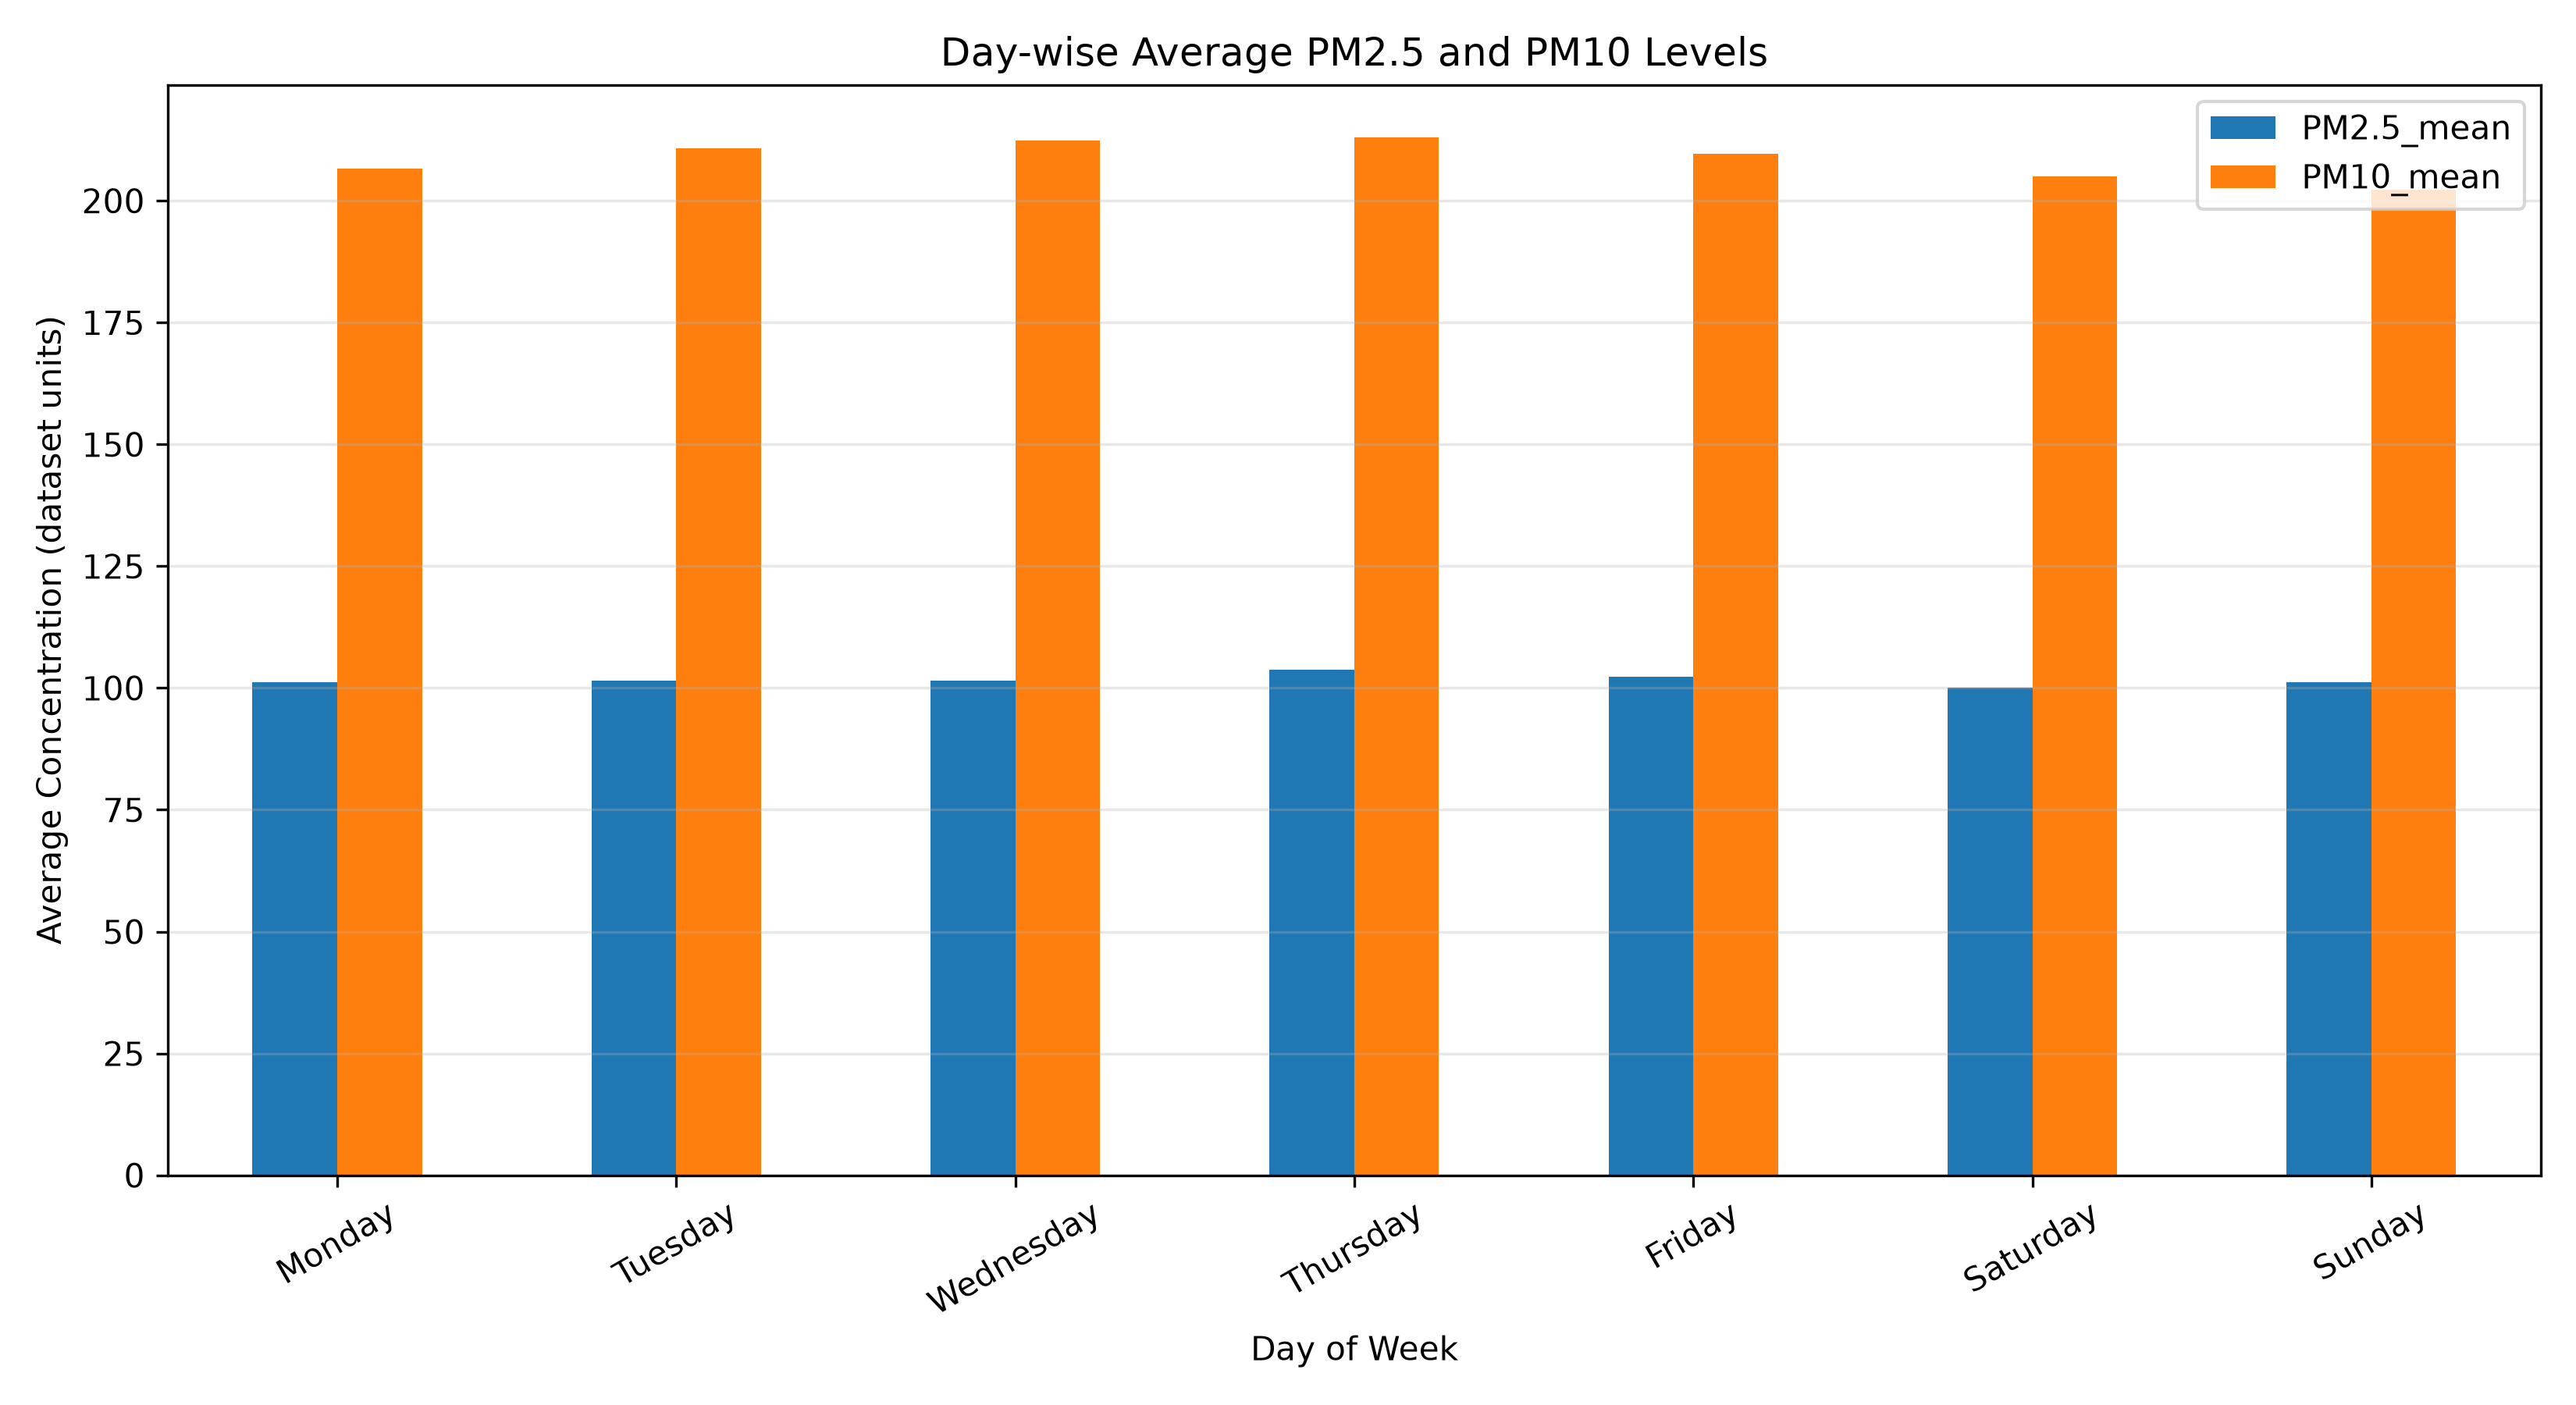 Day-wise Average PM2.5 and PM10 Levels
PM2.5_mean
PM10_mean
Average Concentration (dataset units)
200
175
150
125
100
75
50
25
0
Monday
Tuesday
Wednesday
Thursday
Friday
Saturday
Sunday
Day of Week